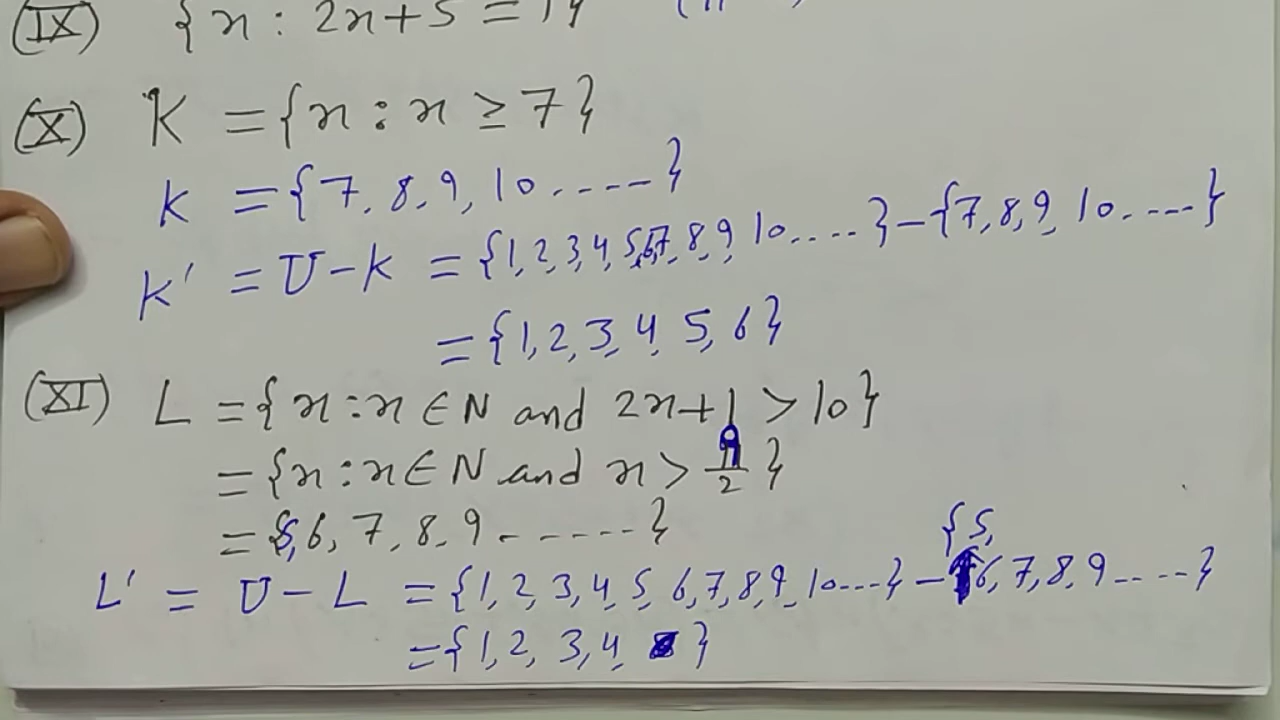 (IX) {x : 2x+5 =
(X) K = {x : x ≥ 7}
K = {7, 8, 9, 10 .....}
K' = U - K = {1, 2, 3, 4, 5, 6, 7, 8, 9, 10.....} - {7, 8, 9, 10.....}
= {1, 2, 3, 4, 5, 6}
(XI) L = {x : x ∈ N and 2x+1 > 10}
= {x : x ∈ N and x > 9/2}
= {5, 6, 7, 8, 9 ......}
{5,
L' = U - L = {1, 2, 3, 4, 5, 6, 7, 8, 9, 10....} - 6, 7, 8, 9 .....}
= {1, 2, 3, 4, }